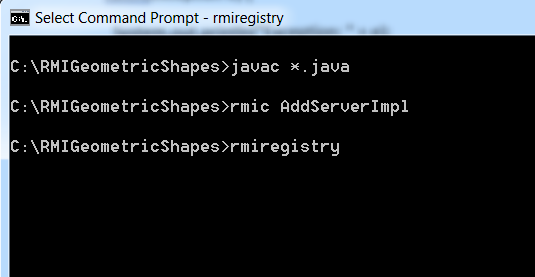 Select Command Prompt - rmiregistry
C:\RMIGeometricShapes>javac *.java
C:\RMIGeometricShapes>rmic AddServerImpl
C:\RMIGeometricShapes>rmiregistry